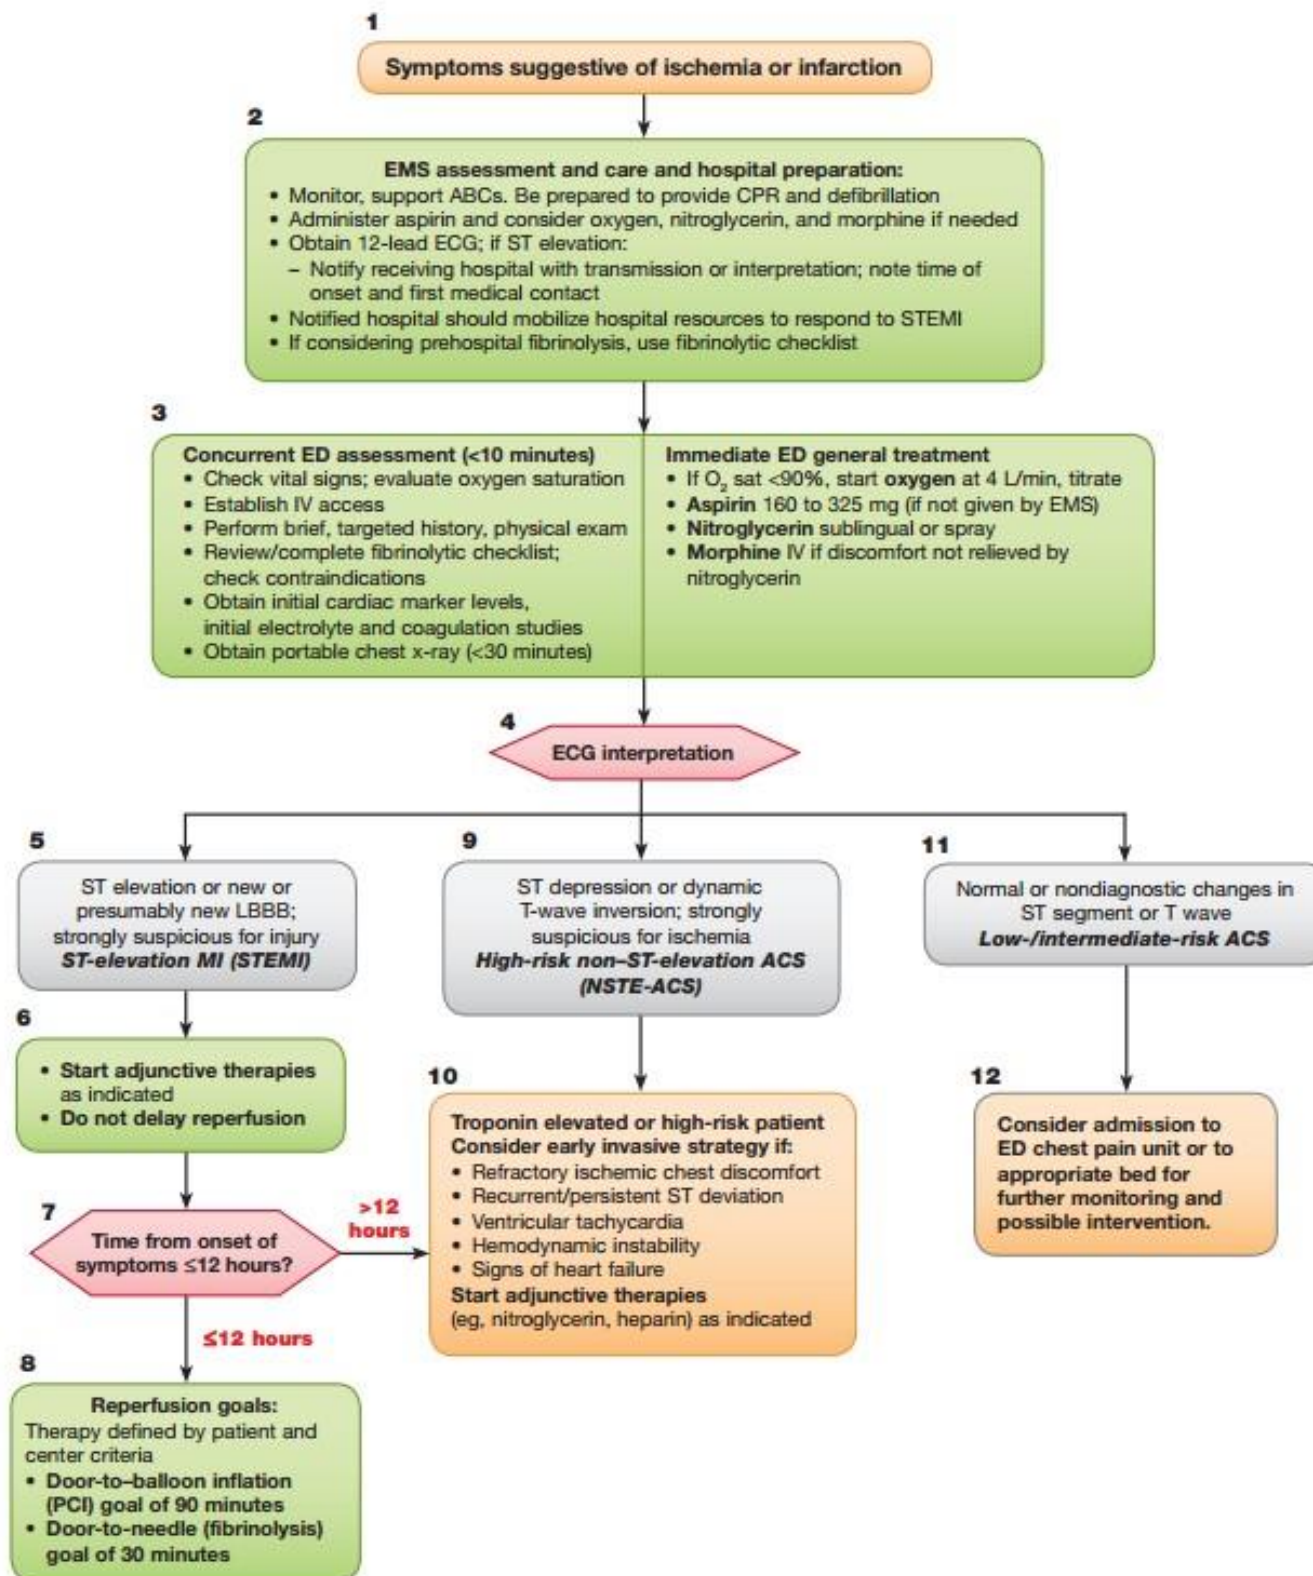 1
Symptoms suggestive of ischemia or infarction
2
EMS assessment and care and hospital preparation:
• Monitor, support ABCs. Be prepared to provide CPR and defibrillation
• Administer aspirin and consider oxygen, nitroglycerin, and morphine if needed
• Obtain 12-lead ECG; if ST elevation:
– Notify receiving hospital with transmission or interpretation; note time of
onset and first medical contact
• Notified hospital should mobilize hospital resources to respond to STEMI
• If considering prehospital fibrinolysis, use fibrinolytic checklist
3
Concurrent ED assessment (<10 minutes)
• Check vital signs; evaluate oxygen saturation
• Establish IV access
• Perform brief, targeted history, physical exam
• Review/complete fibrinolytic checklist;
check contraindications
• Obtain initial cardiac marker levels,
initial electrolyte and coagulation studies
• Obtain portable chest x-ray (<30 minutes)
Immediate ED general treatment
• If O₂ sat <90%, start oxygen at 4 L/min, titrate
• Aspirin 160 to 325 mg (if not given by EMS)
• Nitroglycerin sublingual or spray
• Morphine IV if discomfort not relieved by
nitroglycerin
4
ECG interpretation
5
ST elevation or new or
presumably new LBBB;
strongly suspicious for injury
ST-elevation MI (STEMI)
6
• Start adjunctive therapies
as indicated
• Do not delay reperfusion
7
Time from onset of
symptoms ≤12 hours?
>12
hours
≤12 hours
8
Reperfusion goals:
Therapy defined by patient and
center criteria
• Door-to–balloon inflation
(PCI) goal of 90 minutes
• Door-to-needle (fibrinolysis)
goal of 30 minutes
9
ST depression or dynamic
T-wave inversion; strongly
suspicious for ischemia
High-risk non–ST-elevation ACS
(NSTE-ACS)
10
Troponin elevated or high-risk patient
Consider early invasive strategy if:
• Refractory ischemic chest discomfort
• Recurrent/persistent ST deviation
• Ventricular tachycardia
• Hemodynamic instability
• Signs of heart failure
Start adjunctive therapies
(eg, nitroglycerin, heparin) as indicated
11
Normal or nondiagnostic changes in
ST segment or T wave
Low-/intermediate-risk ACS
12
Consider admission to
ED chest pain unit or to
appropriate bed for
further monitoring and
possible intervention.